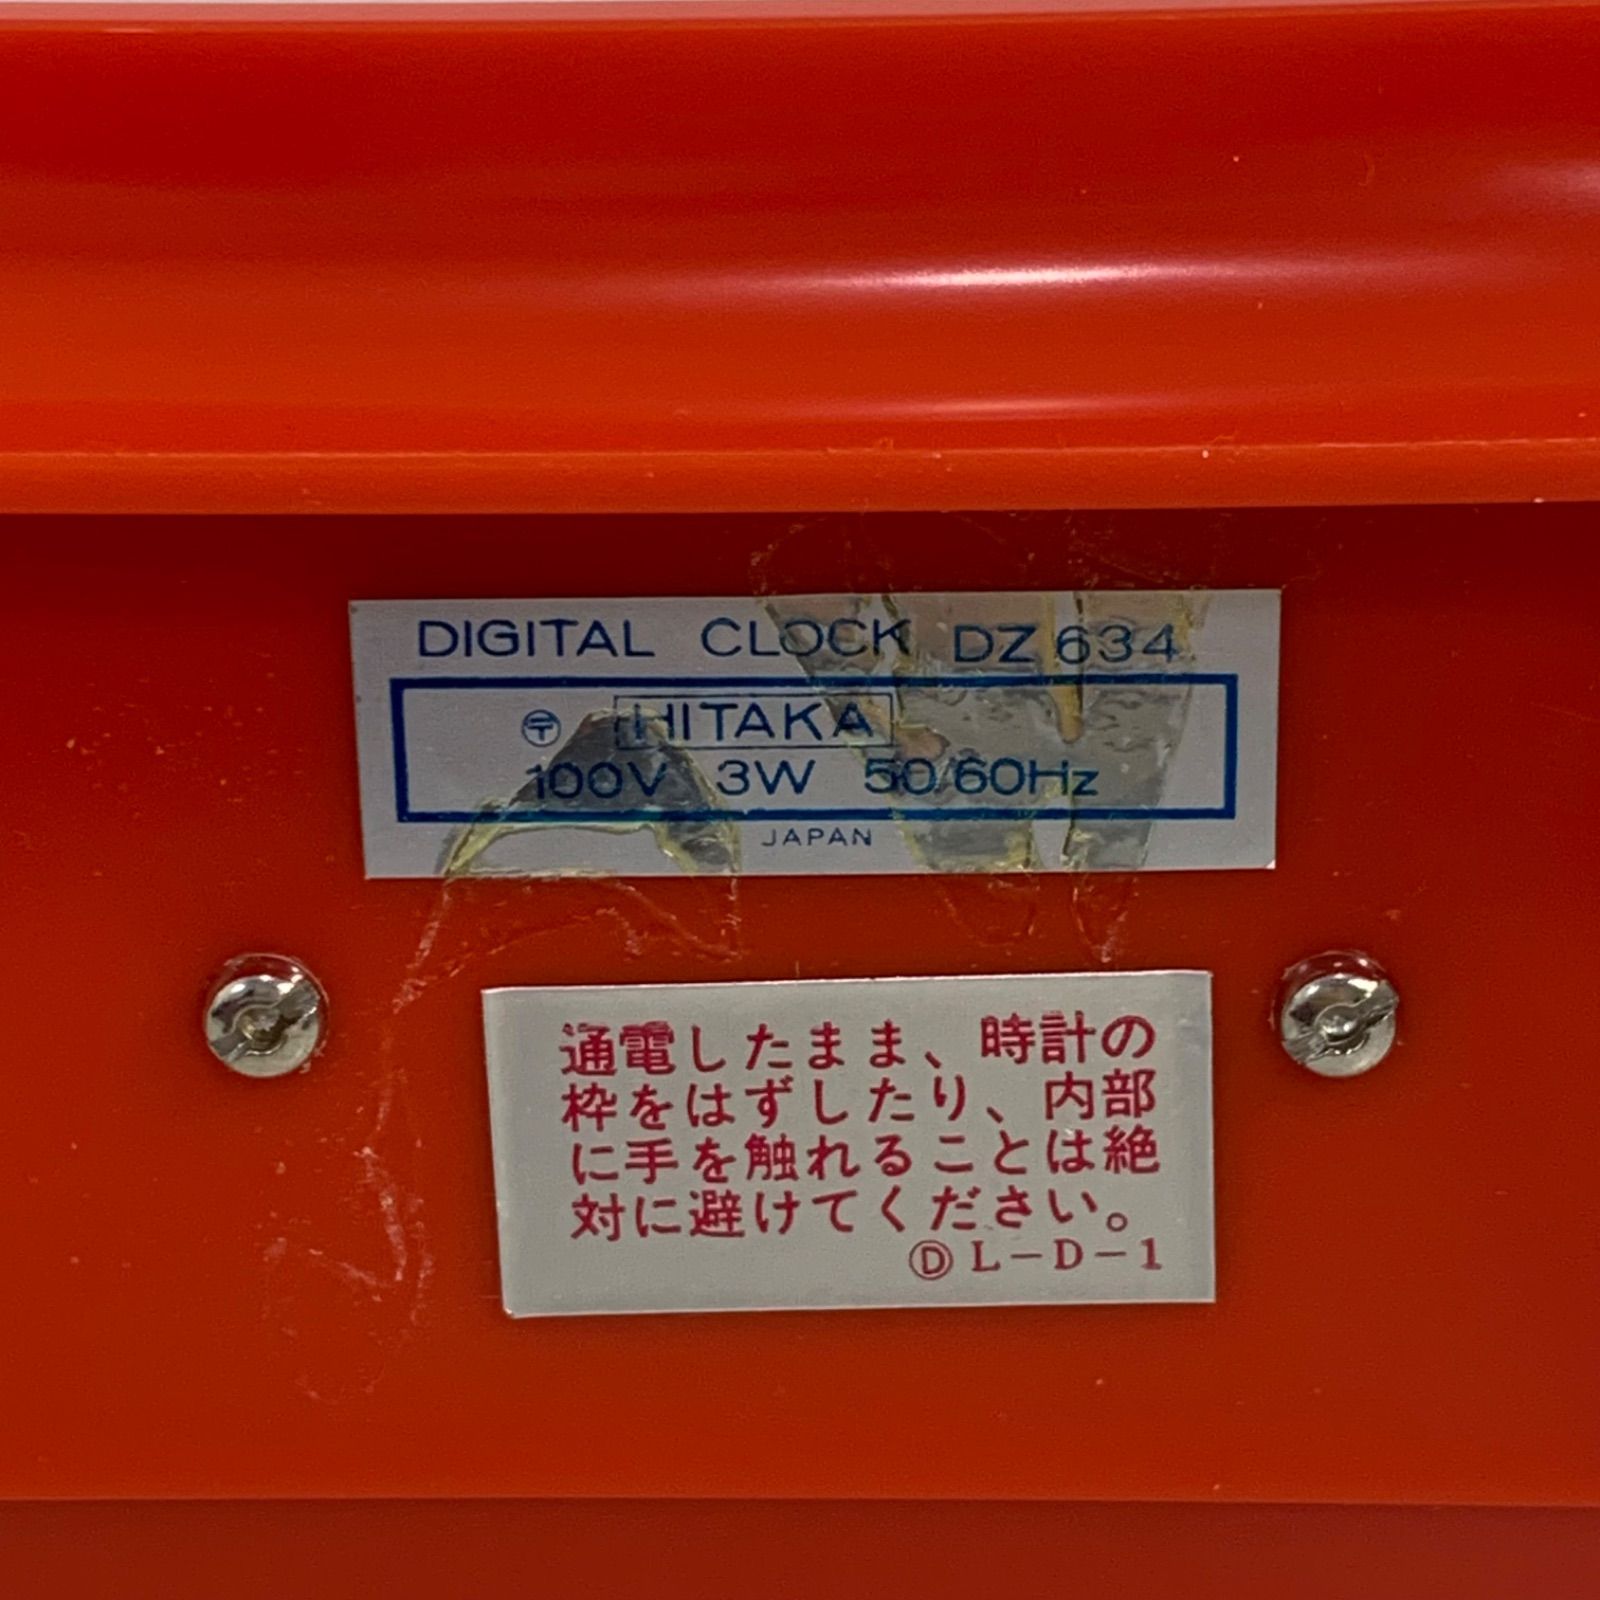 DIGITAL CLOCK DZ 634
〶 HITAKA
100V 3W 50/60Hz
JAPAN
通電したまま、時計の
枠をはずしたり、内部
に手を触れることは絶
対に避けてください。
Ⓓ L-D-1